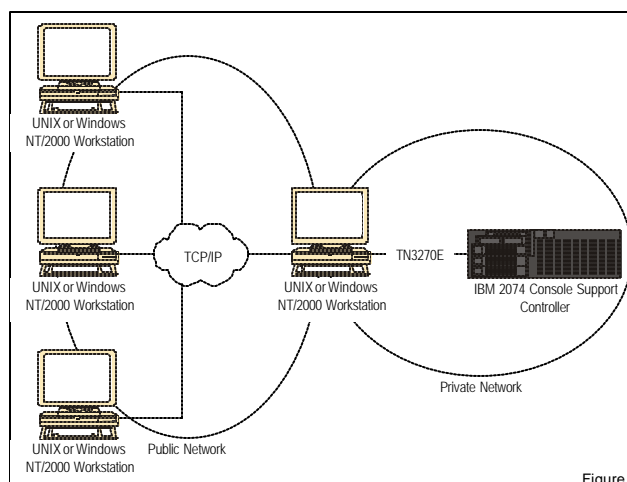 UNIX or Windows
NT/2000 Workstation
UNIX or Windows
NT/2000 Workstation
TCP/IP
UNIX or Windows
NT/2000 Workstation
TN3270E
IBM 2074 Console Support
Controller
Private Network
UNIX or Windows
NT/2000 Workstation
Public Network
Figure